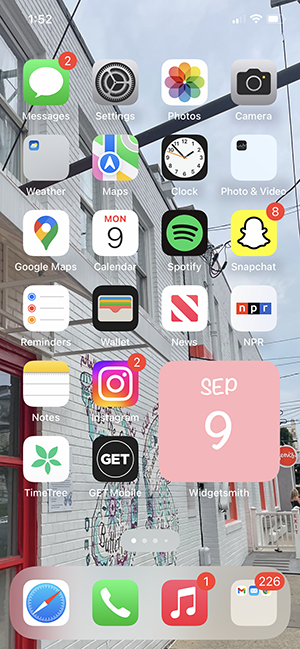 1:52
2
Messages
Settings
Photos
Camera
Weather
Maps
Clock
Photo & Video
8
Google Maps
MON
9
Calendar
Spotify
Snapchat
Reminders
Wallet
News
npr
NPR
2
Notes
Instagram
SEP
9
GET
TimeTree
GET Mobile
Widgetsmith
1
226